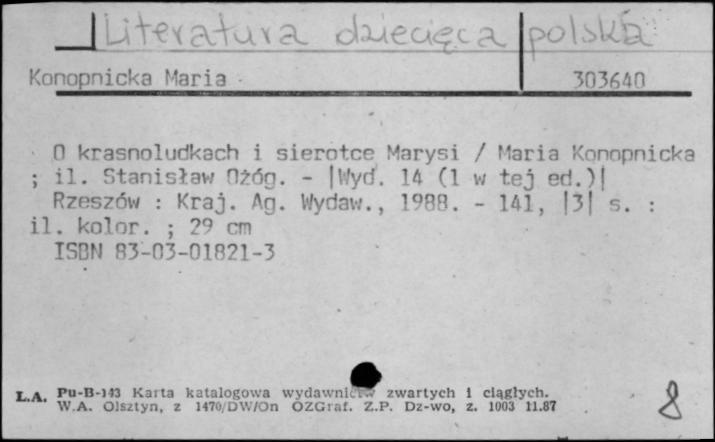 Literatura dziecięca polska
Konopnicka Maria 303640
O krasnoludkach i sierotce Marysi / Maria Konopnicka
; il. Stanisław Ożóg. - |Wyd. 14 (1 w tej ed.)|
Rzeszów : Kraj. Ag. Wydaw., 1988. - 141, |3| s. :
il. kolor. ; 29 cm
ISBN 83-03-01821-3
L.A. Pu-B-143 Karta katalogowa wydawnictw zwartych i ciągłych.
W.A. Olsztyn, z 1470/DW/On OZGraf. Z.P. Dz-wo, z. 1003 11.87
8